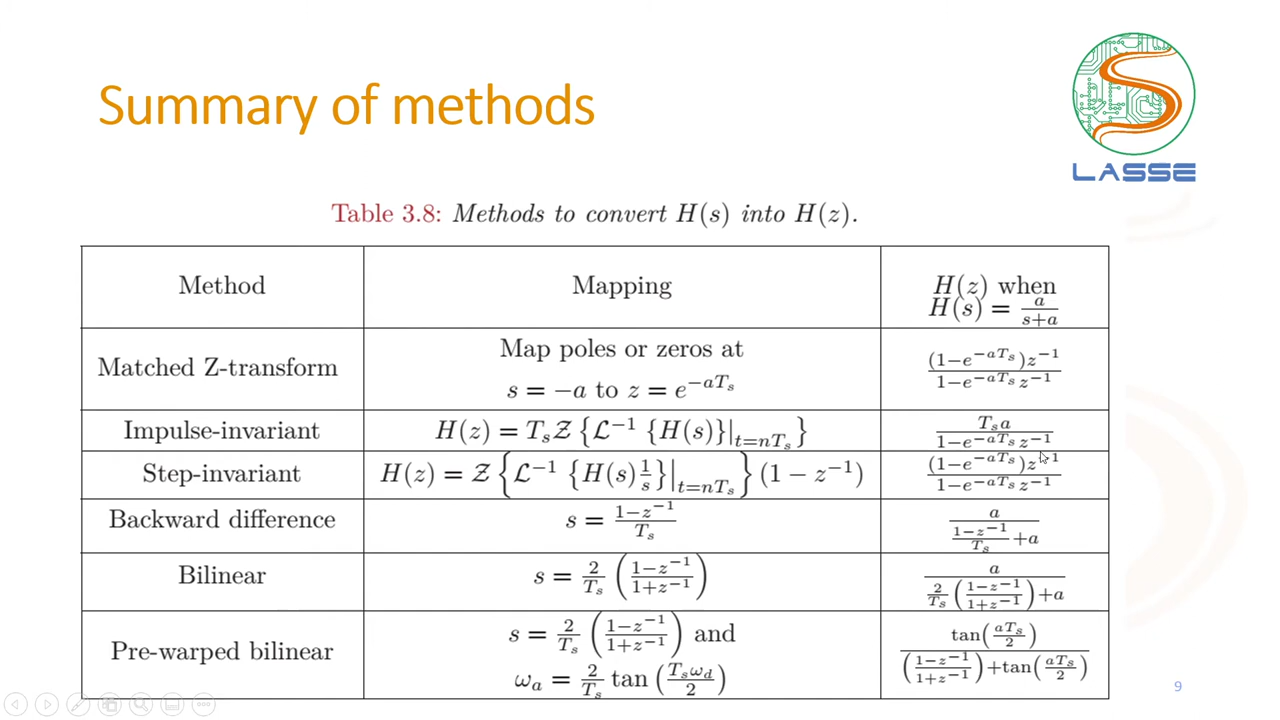 Summary of methods
LASSE
Table 3.8: Methods to convert H(s) into H(z).
Method
Mapping
H(z) when
H(s) = a/(s+a)
Matched Z-transform
Map poles or zeros at
s = −a to z = e^{−aT_s}
(1−e^{−aT_s})z^{−1}/(1−e^{−aT_s}z^{−1})
Impulse-invariant
H(z) = T_s Z{L^{−1}{H(s)}|_{t=nT_s}}
T_s a/(1−e^{−aT_s}z^{−1})
Step-invariant
H(z) = Z{L^{−1}{H(s)1/s}|_{t=nT_s}}(1 − z^{−1})
(1−e^{−aT_s})z^{−1}/(1−e^{−aT_s}z^{−1})
Backward difference
s = (1−z^{−1})/T_s
a/((1−z^{−1})/T_s+a)
Bilinear
s = 2/T_s((1−z^{−1})/(1+z^{−1}))
a/(2/T_s((1−z^{−1})/(1+z^{−1}))+a)
Pre-warped bilinear
s = 2/T_s((1−z^{−1})/(1+z^{−1})) and
ω_a = 2/T_s tan(T_sω_d/2)
tan(aT_s/2)/(((1−z^{−1})/(1+z^{−1}))+tan(aT_s/2))
9